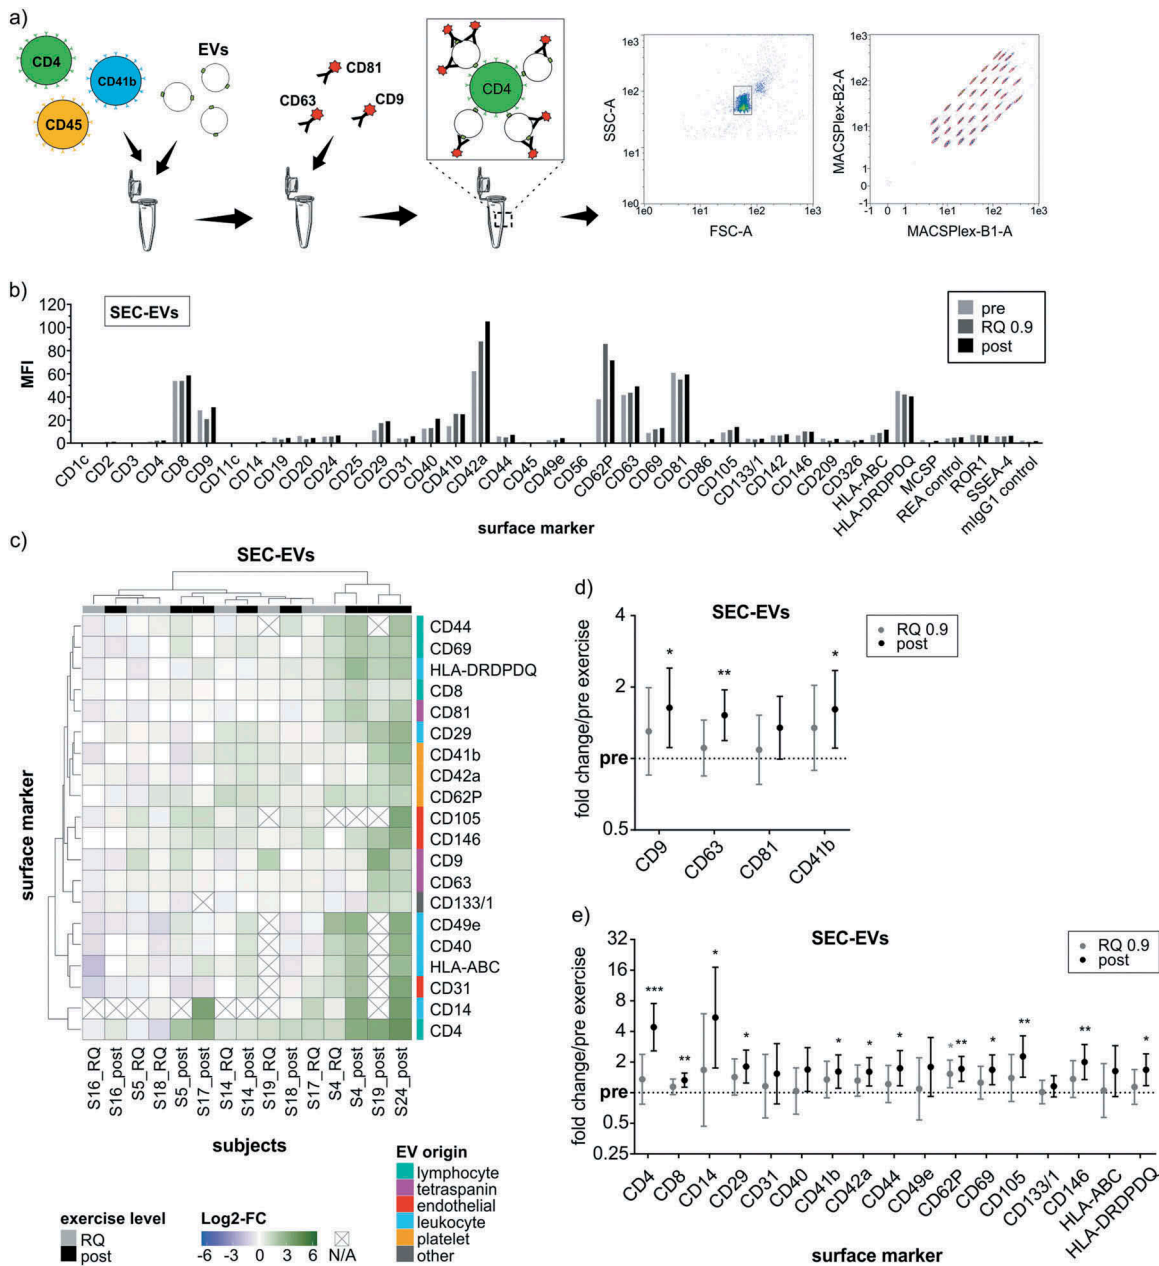 a)
EVs
CD4
CD41b
CD45
CD81
CD63
CD9
CD4
SSC-A
1e3
1e2
1e1
1e0
1e0
1e1
1e2
1e3
FSC-A
MACSPlex-B2-A
1e3
1e2
1e1
1
0
-1
-1
0
1
1e1
1e2
1e3
MACSPlex-B1-A
b)
SEC-EVs
pre
RQ 0.9
post
MFI
120
100
80
60
40
20
0
CD1c
CD2
CD3
CD4
CD8
CD9
CD11c
CD14
CD19
CD20
CD24
CD25
CD29
CD31
CD40
CD41b
CD42a
CD44
CD45
CD49e
CD56
CD62P
CD63
CD69
CD81
CD86
CD105
CD133/1
CD142
CD146
CD209
CD326
HLA-ABC
HLA-DRDPDQ
MCSP
REA control
ROR1
SSEA-4
mIgG1 control
surface marker
c)
SEC-EVs
surface marker
CD44
CD69
HLA-DRDPDQ
CD8
CD81
CD29
CD41b
CD42a
CD62P
CD105
CD146
CD9
CD63
CD133/1
CD49e
CD40
HLA-ABC
CD31
CD14
CD4
S16_RQ
S16_post
S5_RQ
S18_RQ
S5_post
S17_post
S14_RQ
S14_post
S19_RQ
S18_post
S17_RQ
S4_RQ
S4_post
S19_post
S24_post
subjects
exercise level
RQ
post
Log2-FC
-6
-3
0
3
6
N/A
EV origin
lymphocyte
tetraspanin
endothelial
leukocyte
platelet
other
d)
SEC-EVs
RQ 0.9
post
fold change/pre exercise
4
2
pre
0.5
*
**
*
CD9
CD63
CD81
CD41b
e)
SEC-EVs
RQ 0.9
post
fold change/pre exercise
32
16
8
4
2
pre
0.5
0.25
***
**
*
*
*
*
*
*
**
*
**
**
*
CD4
CD8
CD14
CD29
CD31
CD40
CD41b
CD42a
CD44
CD49e
CD62P
CD69
CD105
CD133/1
CD146
HLA-ABC
HLA-DRDPDQ
surface marker